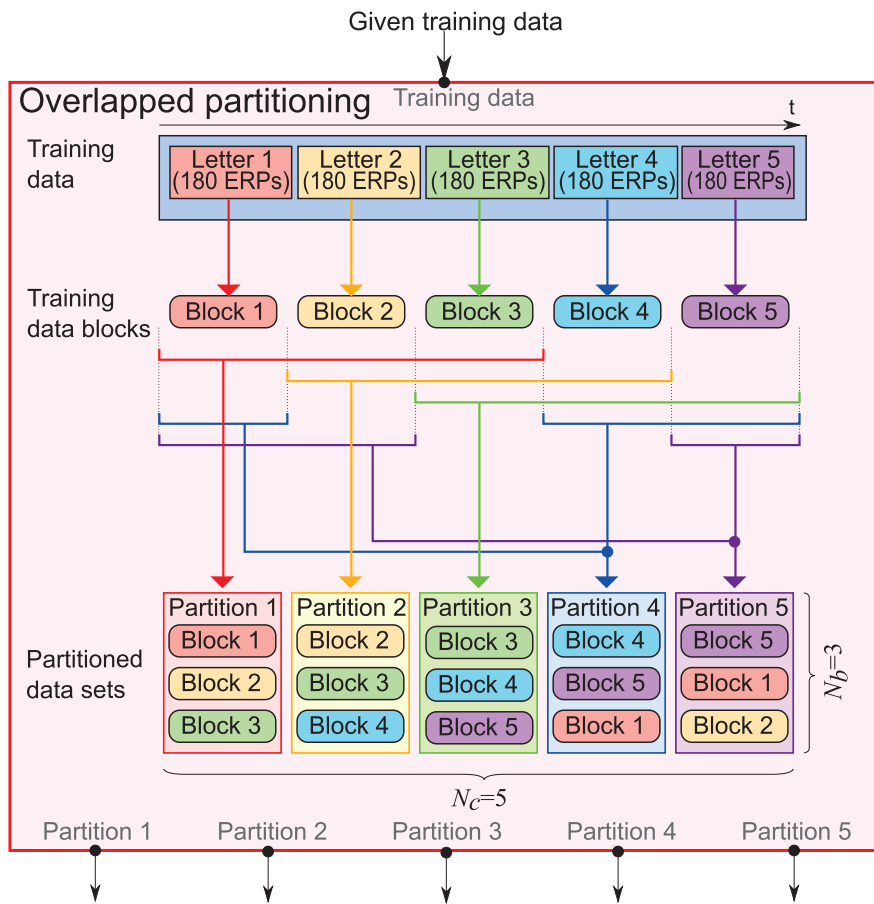 Given training data
Overlapped partitioning
Training data
t
Training
data
Letter 1
(180 ERPs)
Letter 2
(180 ERPs)
Letter 3
(180 ERPs)
Letter 4
(180 ERPs)
Letter 5
(180 ERPs)
Training
data blocks
Block 1
Block 2
Block 3
Block 4
Block 5
Partitioned
data sets
Partition 1
Block 1
Block 2
Block 3
Partition 2
Block 2
Block 3
Block 4
Partition 3
Block 3
Block 4
Block 5
Partition 4
Block 4
Block 5
Block 1
Partition 5
Block 5
Block 1
Block 2
Nb=3
Nc=5
Partition 1
Partition 2
Partition 3
Partition 4
Partition 5